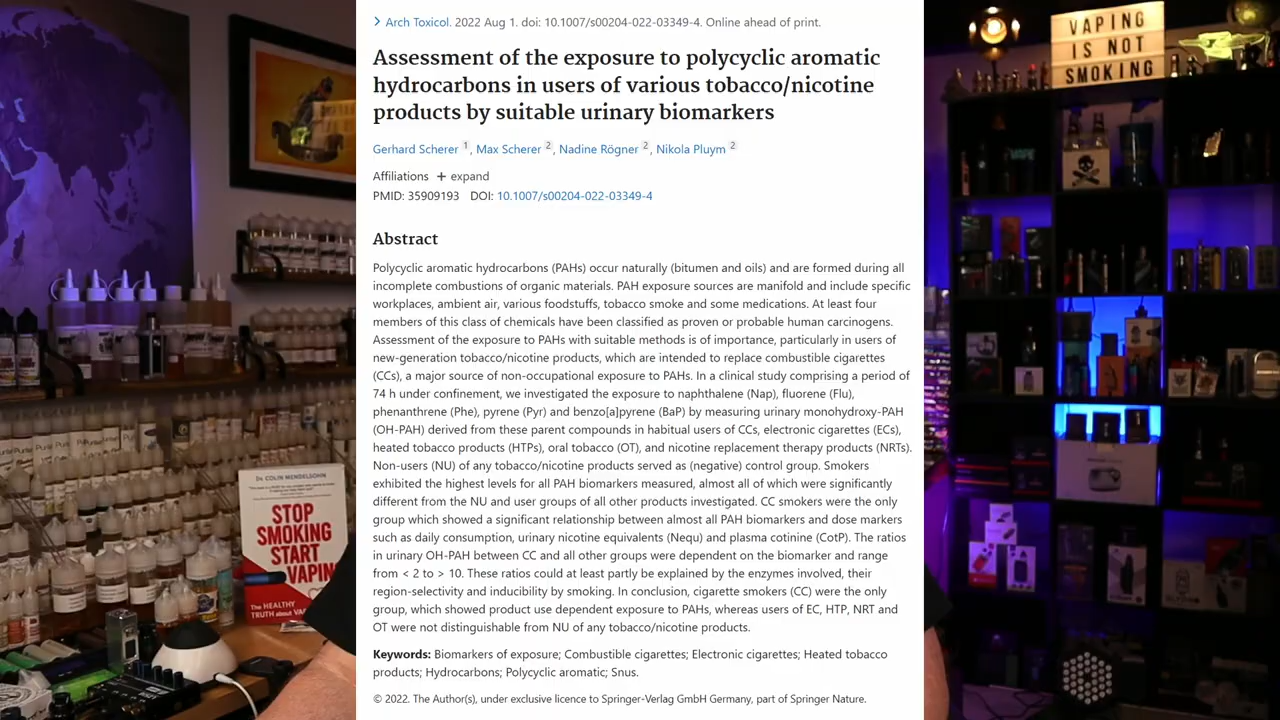 Arch Toxicol. 2022 Aug 1. doi: 10.1007/s00204-022-03349-4. Online ahead of print.
Assessment of the exposure to polycyclic aromatic
hydrocarbons in users of various tobacco/nicotine
products by suitable urinary biomarkers
Gerhard Scherer 1, Max Scherer 2, Nadine Rögner 2, Nikola Pluym 2
Affiliations + expand
PMID: 35909193 DOI: 10.1007/s00204-022-03349-4
Abstract
Polycyclic aromatic hydrocarbons (PAHs) occur naturally (bitumen and oils) and are formed during all
incomplete combustions of organic materials. PAH exposure sources are manifold and include specific
workplaces, ambient air, various foodstuffs, tobacco smoke and some medications. At least four
members of this class of chemicals have been classified as proven or probable human carcinogens.
Assessment of the exposure to PAHs with suitable methods is of importance, particularly in users of
new-generation tobacco/nicotine products, which are intended to replace combustible cigarettes
(CCs), a major source of non-occupational exposure to PAHs. In a clinical study comprising a period of
74 h under confinement, we investigated the exposure to naphthalene (Nap), fluorene (Flu),
phenanthrene (Phe), pyrene (Pyr) and benzo[a]pyrene (BaP) by measuring urinary monohydroxy-PAH
(OH-PAH) derived from these parent compounds in habitual users of CCs, electronic cigarettes (ECs),
heated tobacco products (HTPs), oral tobacco (OT), and nicotine replacement therapy products (NRTs).
Non-users (NU) of any tobacco/nicotine products served as (negative) control group. Smokers
exhibited the highest levels for all PAH biomarkers measured, almost all of which were significantly
different from the NU and user groups of all other products investigated. CC smokers were the only
group which showed a significant relationship between almost all PAH biomarkers and dose markers
such as daily consumption, urinary nicotine equivalents (Nequ) and plasma cotinine (CotP). The ratios
in urinary OH-PAH between CC and all other groups were dependent on the biomarker and range
from < 2 to > 10. These ratios could at least partly be explained by the enzymes involved, their
region-selectivity and inducibility by smoking. In conclusion, cigarette smokers (CC) were the only
group, which showed product use dependent exposure to PAHs, whereas users of EC, HTP, NRT and
OT were not distinguishable from NU of any tobacco/nicotine products.
Keywords: Biomarkers of exposure; Combustible cigarettes; Electronic cigarettes; Heated tobacco
products; Hydrocarbons; Polycyclic aromatic; Snus.
© 2022. The Author(s), under exclusive licence to Springer-Verlag GmbH Germany, part of Springer Nature.
VAPING
IS NOT
SMOKING
Dr. COLIN MENDELSOHN
STOP
SMOKING
START
VAPIN
The HEALTHY
TRUTH about VA